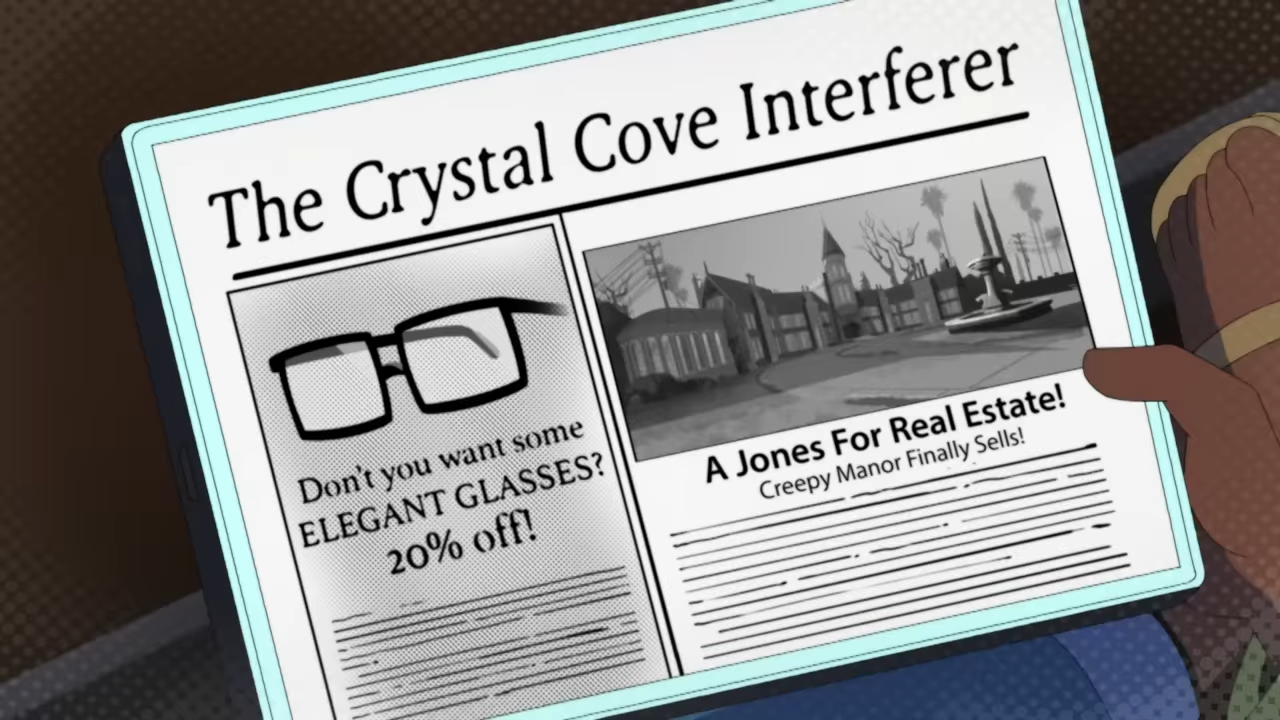 The Crystal Cove Interferer
Don't you want some
ELEGANT GLASSES?
20% off!
A Jones For Real Estate!
Creepy Manor Finally Sells!